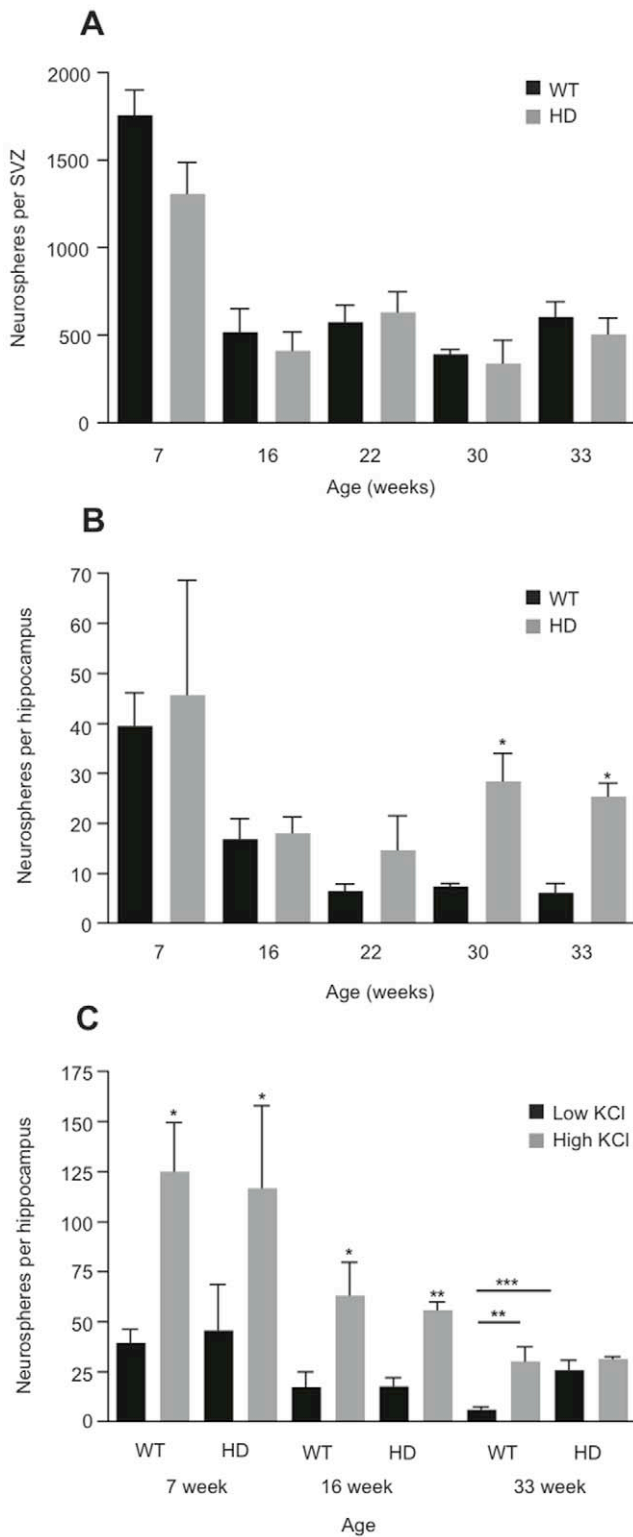 A
Neurospheres per SVZ
2000
1500
1000
500
0
WT
HD
7 16 22 30 33
Age (weeks)
B
Neurospheres per hippocampus
70
60
50
40
30
20
10
0
WT
HD
* *
7 16 22 30 33
Age (weeks)
C
Neurospheres per hippocampus
175
150
125
100
75
50
25
0
Low KCl
High KCl
* * * ** *** **
WT HD WT HD WT HD
7 week 16 week 33 week
Age